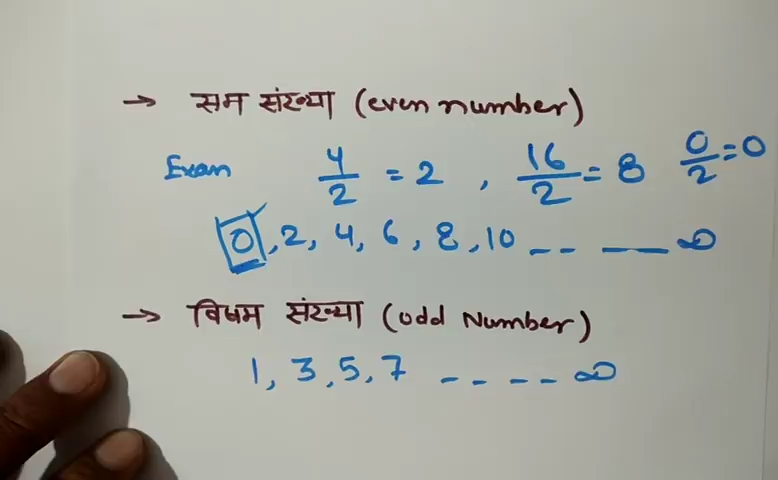 → सम संख्या (even number)
Exam 4/2 = 2, 16/2 = 8 0/2 = 0
0, 2, 4, 6, 8, 10 -- -- ∞
→ विषम संख्या (odd Number)
1, 3, 5, 7 ---- ∞